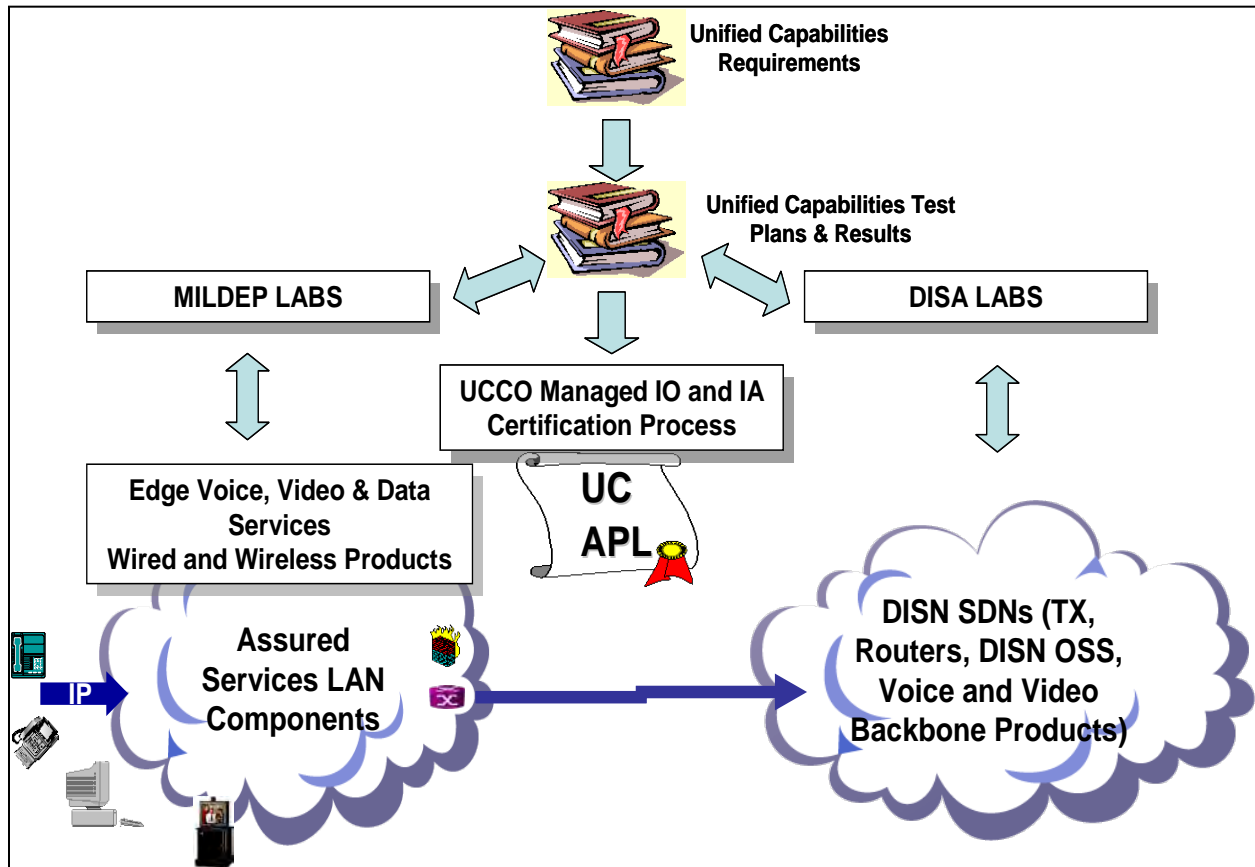 Unified Capabilities
Requirements
Unified Capabilities Test
Plans & Results
MILDEP LABS
DISA LABS
UCCO Managed IO and IA
Certification Process
UC
APL
Edge Voice, Video & Data
Services
Wired and Wireless Products
Assured
Services LAN
Components
IP
DISN SDNs (TX,
Routers, DISN OSS,
Voice and Video
Backbone Products)